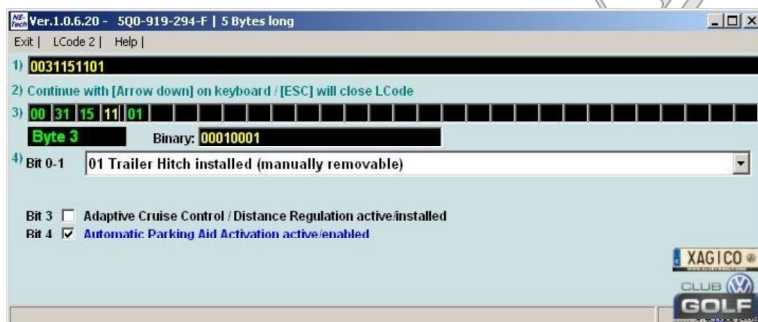 NE-Tech Ver.1.0.6.20 - 5Q0-919-294-F | 5 Bytes long
Exit | LCode 2 | Help |
1) 0031151101
2) Continue with [Arrow down] on keyboard / [ESC] will close LCode
3) 00 31 15 11 01
Byte 3 Binary: 00010001
4) Bit 0-1 01 Trailer Hitch installed (manually removable)
Bit 3 Adaptive Cruise Control / Distance Regulation active/installed
Bit 4 Automatic Parking Aid Activation active/enabled
XAGICO
CLUB
GOLF